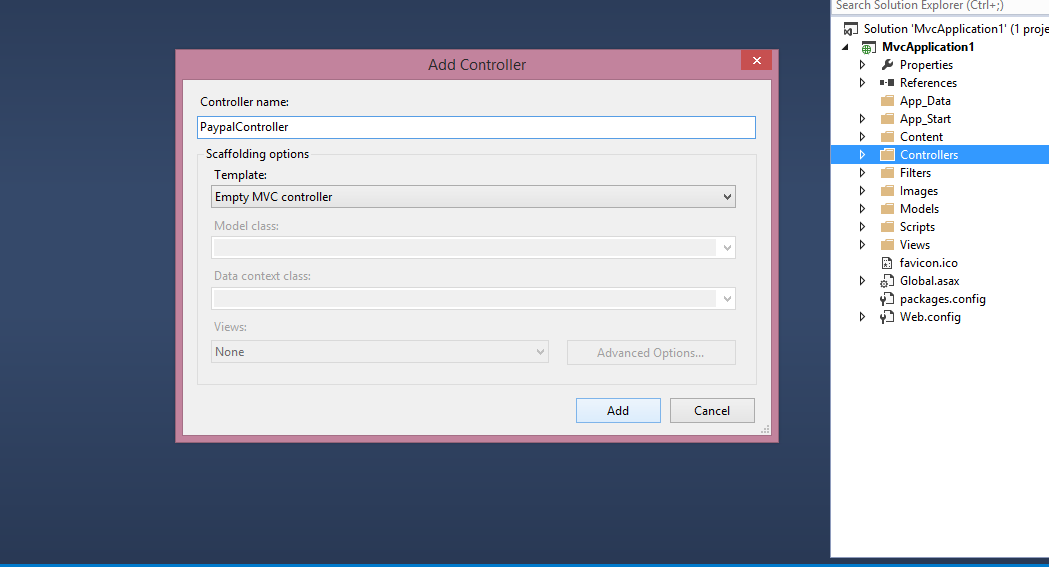 Search Solution Explorer (Ctrl+;)
Solution 'MvcApplication1' (1 proje
MvcApplication1
Properties
References
App_Data
App_Start
Content
Controllers
Filters
Images
Models
Scripts
Views
favicon.ico
Global.asax
packages.config
Web.config
Add Controller
Controller name:
PaypalController
Scaffolding options
Template:
Empty MVC controller
Model class:
Data context class:
Views:
None
Advanced Options...
Add
Cancel